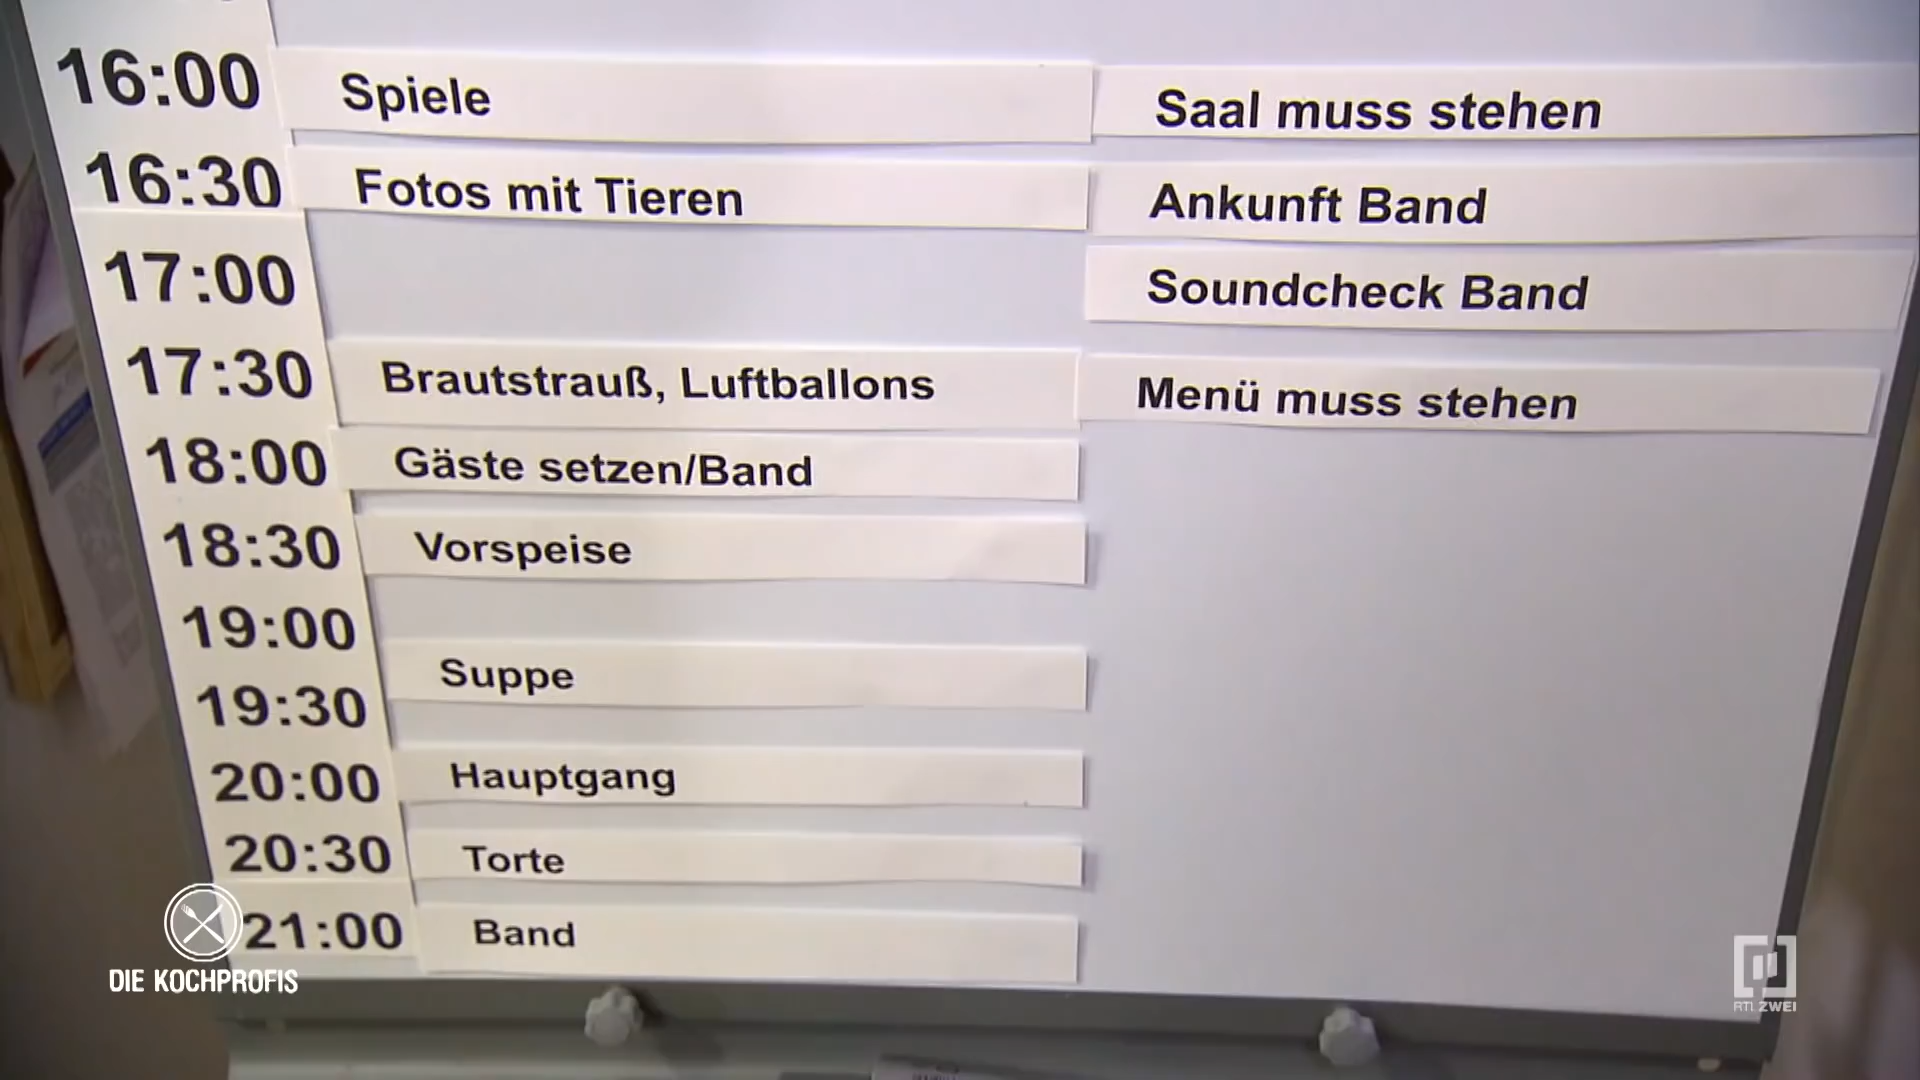 16:00 Spiele Saal muss stehen
16:30 Fotos mit Tieren Ankunft Band
17:00 Soundcheck Band
17:30 Brautstrauß, Luftballons Menü muss stehen
18:00 Gäste setzen/Band
18:30 Vorspeise
19:00
Suppe
19:30
20:00 Hauptgang
20:30 Torte
21:00 Band
DIE KOCHPROFIS
RTL ZWEI